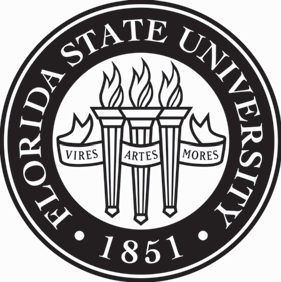 FLORIDA STATE UNIVERSITY
VIRES ARTES MORES
• 1851 •